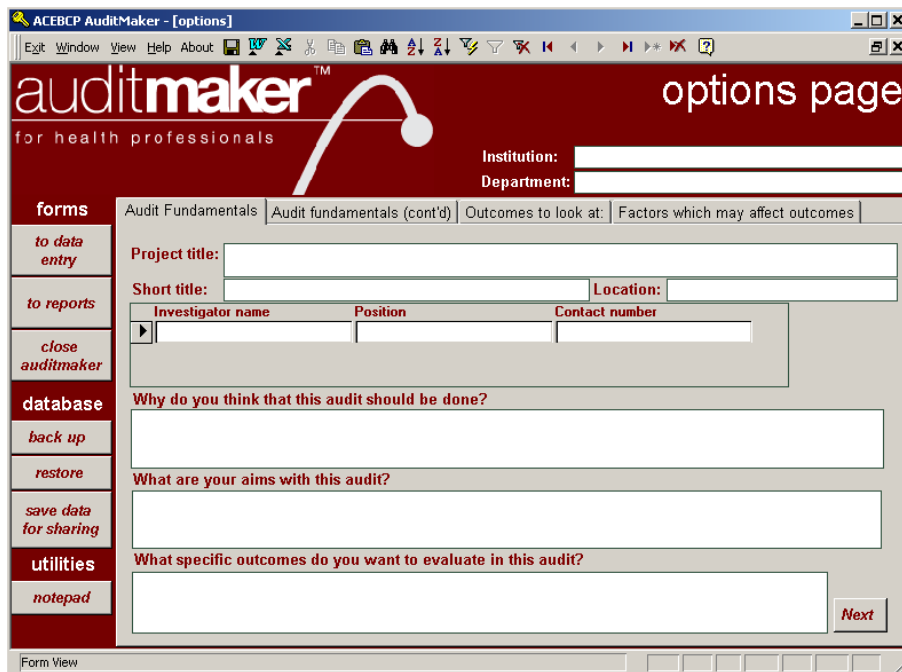 ACEBCP AuditMaker - [options]
Exit Window View Help About
auditmaker™
options page
for health professionals
Institution:
Department:
forms
to data
entry
to reports
close
auditmaker
database
back up
restore
save data
for sharing
utilities
notepad
Audit Fundamentals Audit fundamentals (cont'd) Outcomes to look at: Factors which may affect outcomes
Project title:
Short title: Location:
Investigator name Position Contact number
Why do you think that this audit should be done?
What are your aims with this audit?
What specific outcomes do you want to evaluate in this audit?
Next
Form View